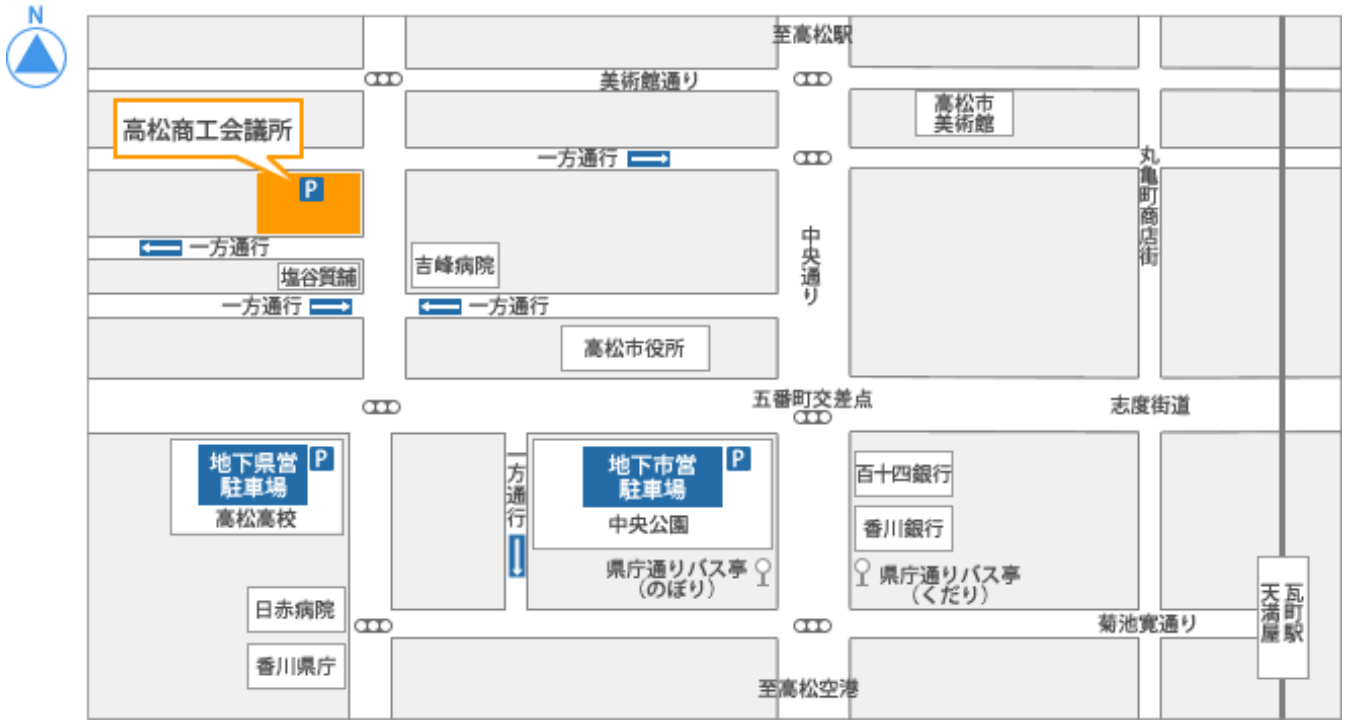 N
至高松駅
美術館通り
高松市
美術館
高松商工会議所
P
一方通行
丸亀町商店街
中央通り
一方通行
吉峰病院
塩谷質舗
一方通行
一方通行
高松市役所
五番町交差点
志度街道
地下県営
駐車場
P
高松高校
一方通行
地下市営
駐車場
P
中央公園
百十四銀行
香川銀行
県庁通りバス亭
(のぼり)
県庁通りバス亭
(くだり)
日赤病院
菊池寛通り
瓦町駅
天満屋
香川県庁
至高松空港